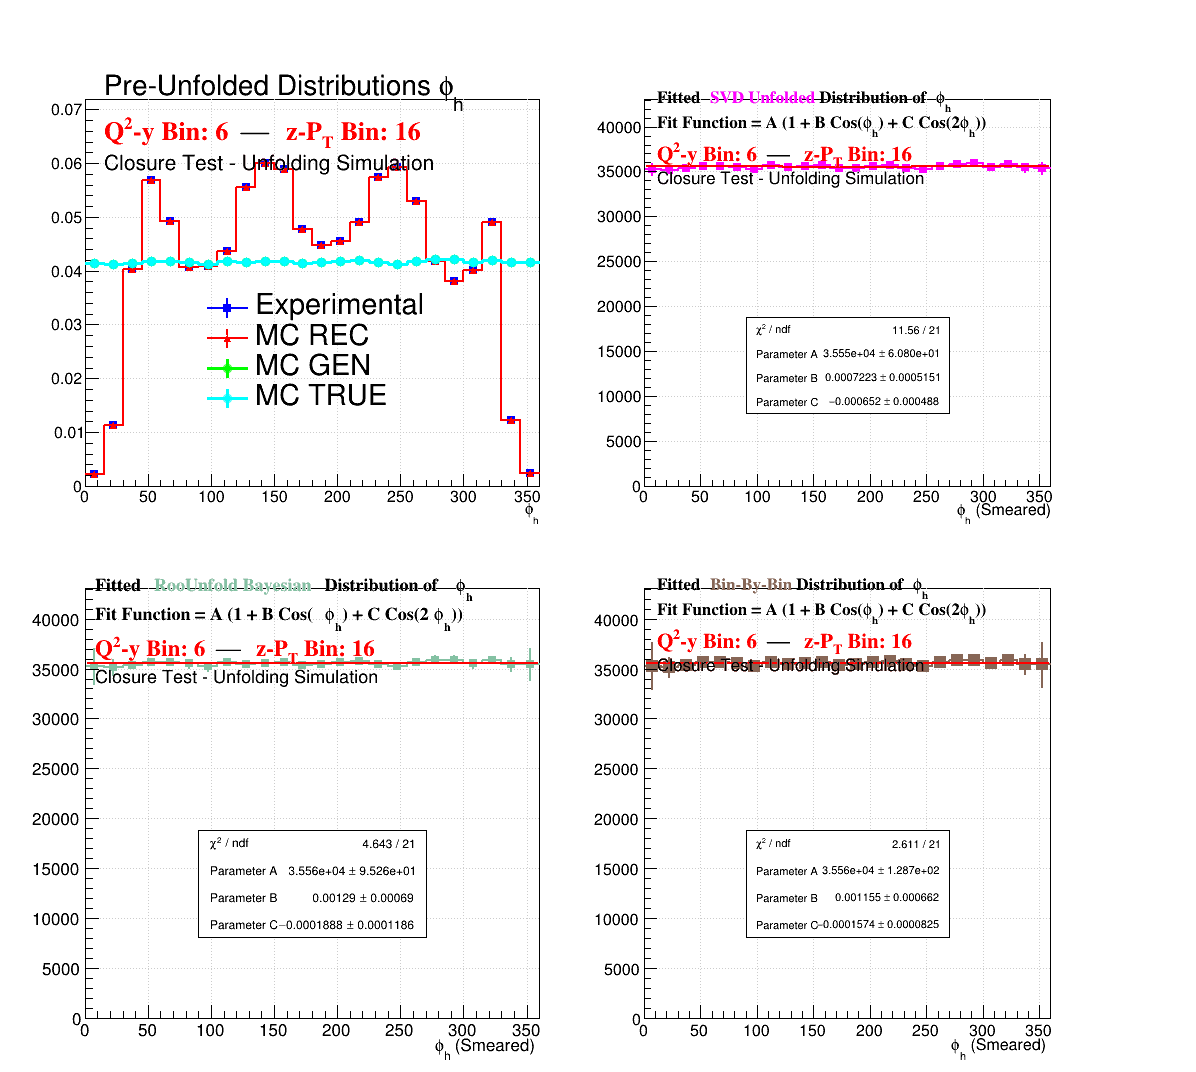 Pre-Unfolded Distributions ϕh
Q²-y Bin: 6 — z-PT Bin: 16
Closure Test - Unfolding Simulation
0.07
0.06
0.05
0.04
0.03
0.02
0.01
0
Experimental
MC REC
MC GEN
MC TRUE
0 50 100 150 200 250 300 350
ϕh
Fitted SVD Unfolded Distribution of ϕh
Fit Function = A (1 + B Cos(ϕh) + C Cos(2ϕh))
Q²-y Bin: 6 — z-PT Bin: 16
Closure Test - Unfolding Simulation
40000
35000
30000
25000
20000
15000
10000
5000
0
χ² / ndf 11.56 / 21
Parameter A 3.555e+04 ± 6.080e+01
Parameter B 0.0007223 ± 0.0005151
Parameter C −0.000652 ± 0.000488
0 50 100 150 200 250 300 350
ϕh (Smeared)
Fitted RooUnfold Bayesian Distribution of ϕh
Fit Function = A (1 + B Cos( ϕh) + C Cos(2 ϕh))
Q²-y Bin: 6 — z-PT Bin: 16
Closure Test - Unfolding Simulation
40000
35000
30000
25000
20000
15000
10000
5000
0
χ² / ndf 4.643 / 21
Parameter A 3.556e+04 ± 9.526e+01
Parameter B 0.00129 ± 0.00069
Parameter C −0.0001888 ± 0.0001186
0 50 100 150 200 250 300 350
ϕh (Smeared)
Fitted Bin-By-Bin Distribution of ϕh
Fit Function = A (1 + B Cos(ϕh) + C Cos(2ϕh))
Q²-y Bin: 6 — z-PT Bin: 16
Closure Test - Unfolding Simulation
40000
35000
30000
25000
20000
15000
10000
5000
0
χ² / ndf 2.611 / 21
Parameter A 3.556e+04 ± 1.287e+02
Parameter B 0.001155 ± 0.000662
Parameter C −0.0001574 ± 0.0000825
0 50 100 150 200 250 300 350
ϕh (Smeared)